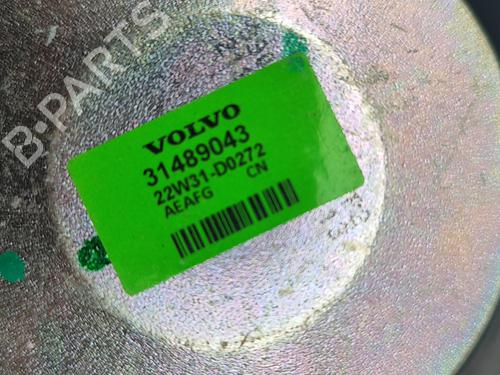 B-PARTS
VOLVO
31489043
22W31-D0272
AEAFG CN